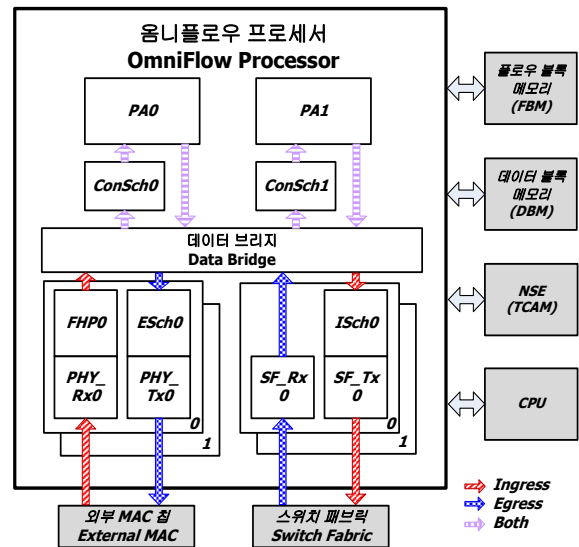 옴니플로우 프로세서
OmniFlow Processor
PA0
PA1
ConSch0
ConSch1
데이터 브리지
Data Bridge
FHP0
ESch0
ISch0
PHY_
Rx0
PHY_
Tx0
SF_Rx
0
SF_Tx
0
0
1
0
1
외부 MAC 칩
External MAC
스위치 패브릭
Switch Fabric
플로우 블록
메모리
(FBM)
데이터 블록
메모리
(DBM)
NSE
(TCAM)
CPU
Ingress
Egress
Both